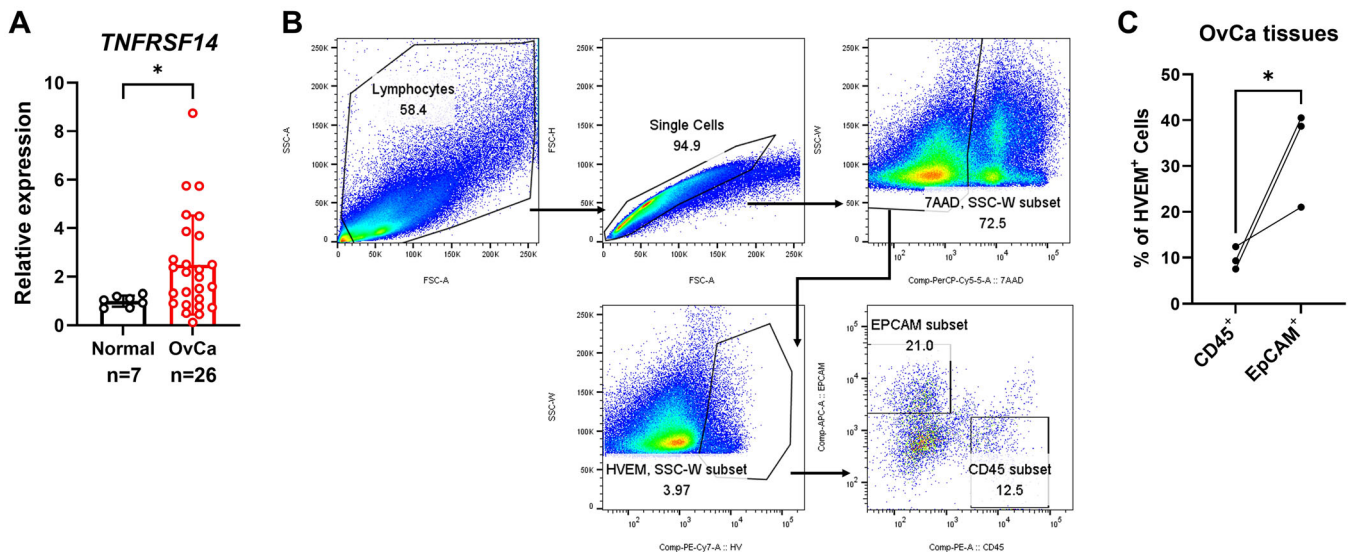 A
TNFRSF14
*
Relative expression
10
8
6
4
2
0
Normal
OvCa
n=7
n=26
B
SSC-A
250K
200K
150K
100K
50K
0
Lymphocytes
58.4
0
50K
100K
150K
200K
250K
FSC-A
FSC-H
250K
200K
150K
100K
50K
0
Single Cells
94.9
0
50K
100K
150K
200K
250K
FSC-A
SSC-W
250K
200K
150K
100K
50K
0
7AAD, SSC-W subset
72.5
10²
10³
10⁴
10⁵
Comp-PerCP-Cy5-5-A :: 7AAD
SSC-W
250K
200K
150K
100K
50K
0
HVEM, SSC-W subset
3.97
10²
10³
10⁴
10⁵
Comp-PE-Cy7-A :: HV
Comp-APC-A :: EPCAM
10⁵
10⁴
10³
10²
EPCAM subset
21.0
CD45 subset
12.5
10²
10³
10⁴
10⁵
Comp-PE-A :: CD45
C
OvCa tissues
*
% of HVEM⁺ Cells
50
40
30
20
10
0
CD45⁺
EpCAM⁺